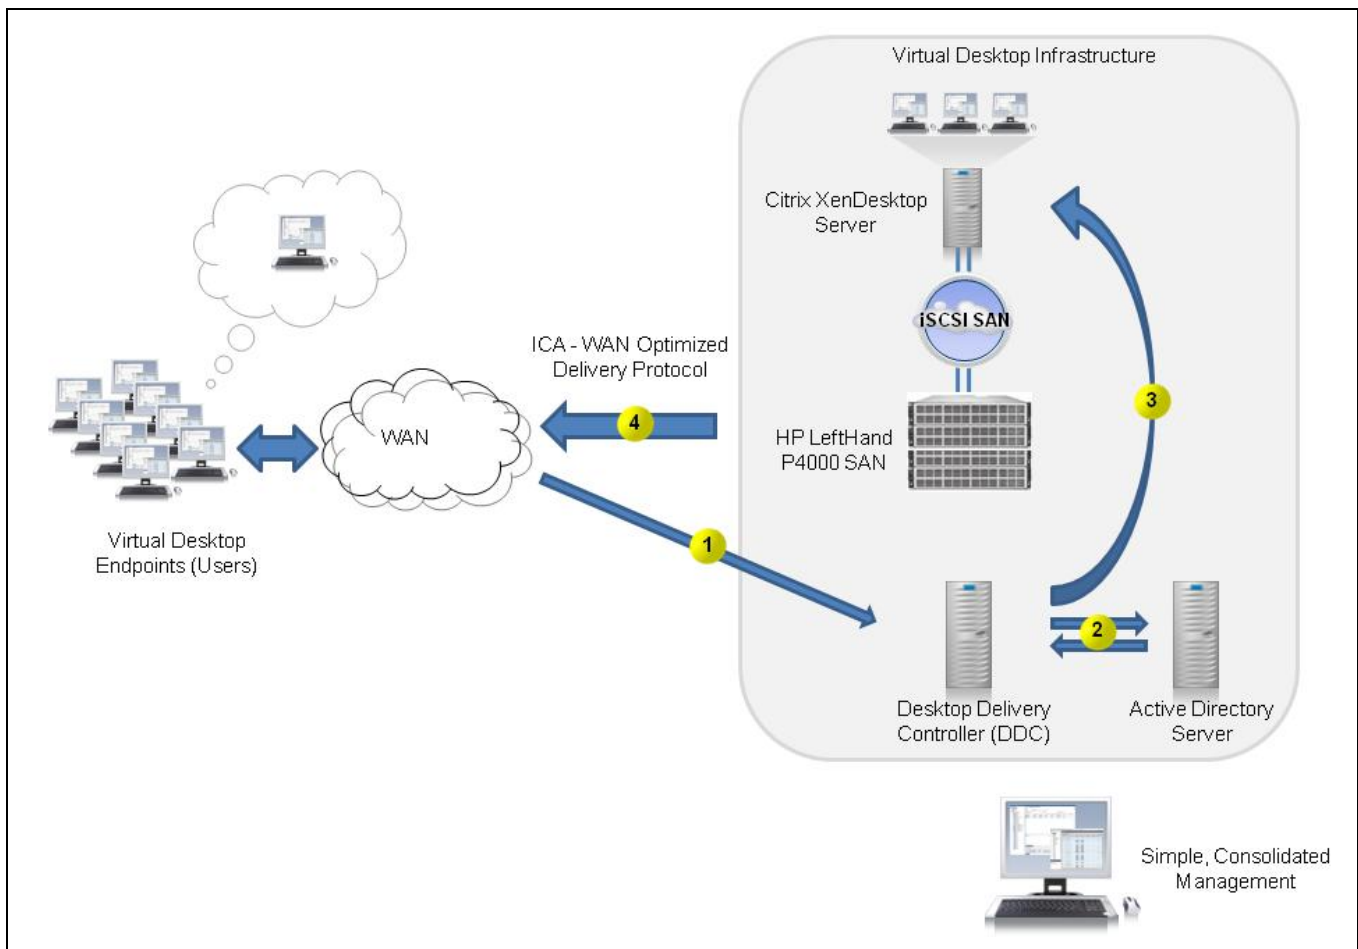 Virtual Desktop Infrastructure
Citrix XenDesktop
Server
iSCSI SAN
ICA - WAN Optimized
Delivery Protocol
4
3
WAN
HP LeftHand
P4000 SAN
Virtual Desktop
Endpoints (Users)
1
2
Desktop Delivery
Controller (DDC)
Active Directory
Server
Simple, Consolidated
Management